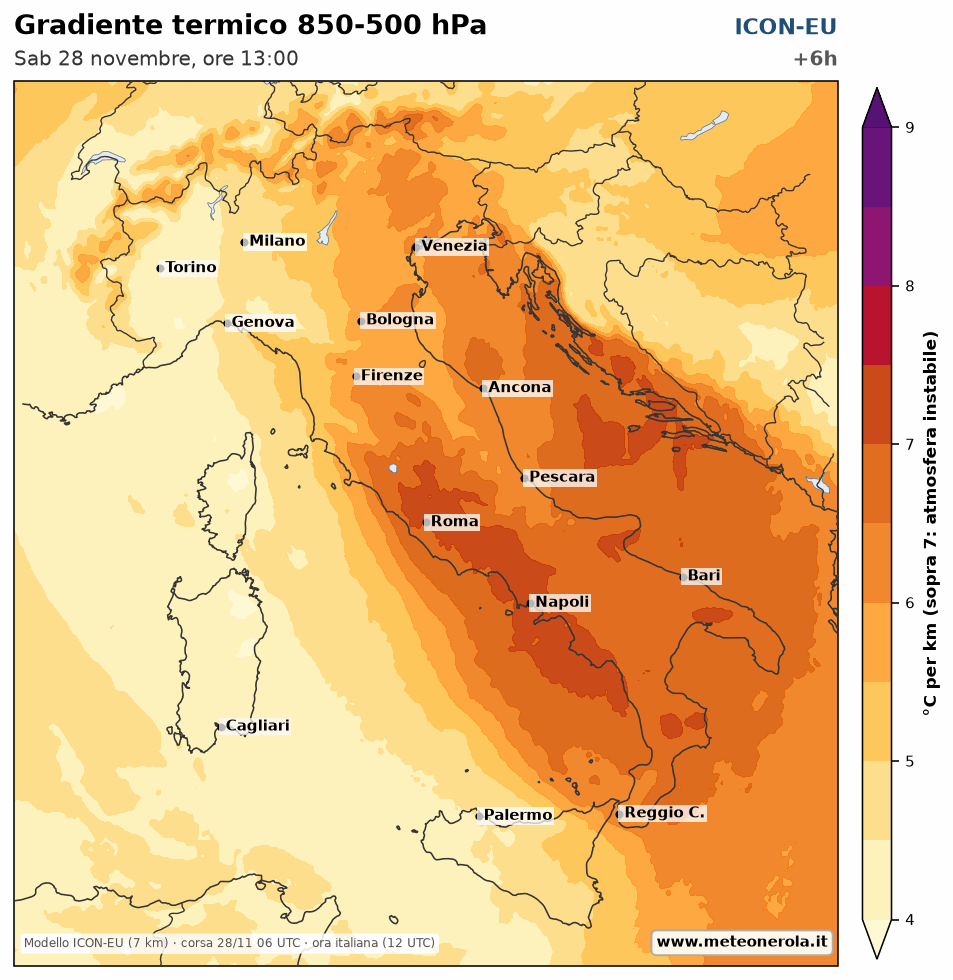 Gradiente termico 850-500 hPa
ICON-EU
Sab 28 novembre, ore 13:00
+6h
Milano
Venezia
Torino
Genova
Bologna
Firenze
Ancona
Pescara
Roma
Bari
Napoli
Cagliari
Palermo
Reggio C.
9
8
7
6
5
4
°C per km (sopra 7: atmosfera instabile)
Modello ICON-EU (7 km) · corsa 28/11 06 UTC · ora italiana (12 UTC)
www.meteonerola.it